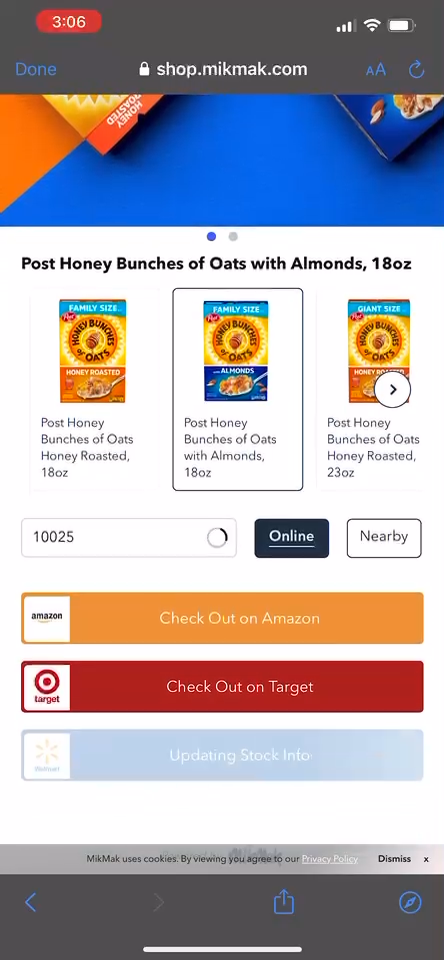 3:06
Done
shop.mikmak.com
AA
ROASTED
HONEY
Post Honey Bunches of Oats with Almonds, 18oz
FAMILY SIZE
Post
HONEY BUNCHES
of OATS
HONEY ROASTED
Post Honey
Bunches of Oats
Honey Roasted,
18oz
FAMILY SIZE
Post
HONEY BUNCHES
of OATS
with ALMONDS
Post Honey
Bunches of Oats
with Almonds,
18oz
GIANT SIZE
Post
HONEY BUNCHES
of OATS
Post Honey
Bunches of Oats
Honey Roasted,
23oz
10025
Online
Nearby
amazon
Check Out on Amazon
target
Check Out on Target
Walmart
Updating Stock Info
MikMak uses cookies. By viewing you agree to our Privacy Policy
Dismiss
x